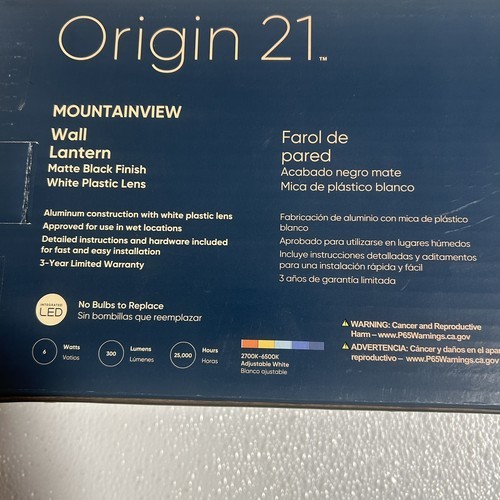 Origin 21™
MOUNTAINVIEW
Wall
Lantern
Matte Black Finish
White Plastic Lens
Farol de
pared
Acabado negro mate
Mica de plástico blanco
Aluminum construction with white plastic lens
Approved for use in wet locations
Detailed instructions and hardware included
for fast and easy installation
3-Year Limited Warranty
Fabricación de aluminio con mica de plástico
blanco
Aprobado para utilizarse en lugares húmedos
Incluye instrucciones detalladas y aditamentos
para una instalación rápida y fácil
3 años de garantía limitada
INTEGRATED
LED
No Bulbs to Replace
Sin bombillas que reemplazar
6
Watts
Vatios
300
Lumens
Lúmenes
25,000
Hours
Horas
2700K-6500K
Adjustable White
Blanco ajustable
WARNING: Cancer and Reproductive
Harm – www.P65Warnings.ca.gov
ADVERTENCIA: Cáncer y daños en el apar
reproductivo – www.P65Warnings.ca.gov